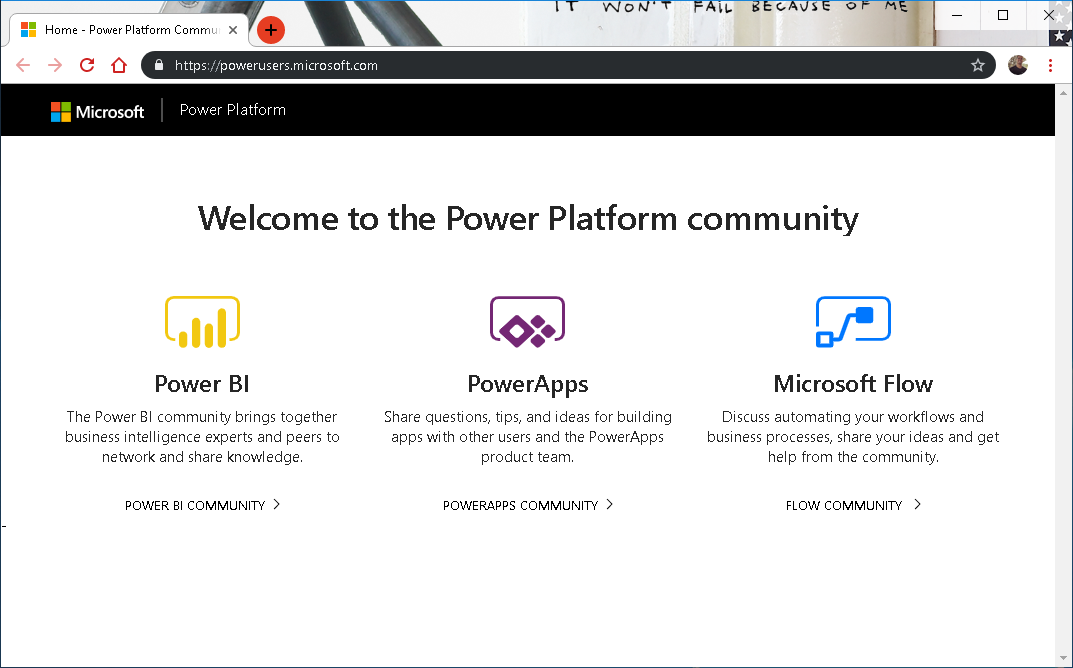 IT WON'T FAIL BECAUSE OF ME
Home - Power Platform Commu
https://powerusers.microsoft.com
Microsoft Power Platform
Welcome to the Power Platform community
Power BI
The Power BI community brings together
business intelligence experts and peers to
network and share knowledge.
POWER BI COMMUNITY
PowerApps
Share questions, tips, and ideas for building
apps with other users and the PowerApps
product team.
POWERAPPS COMMUNITY
Microsoft Flow
Discuss automating your workflows and
business processes, share your ideas and get
help from the community.
FLOW COMMUNITY